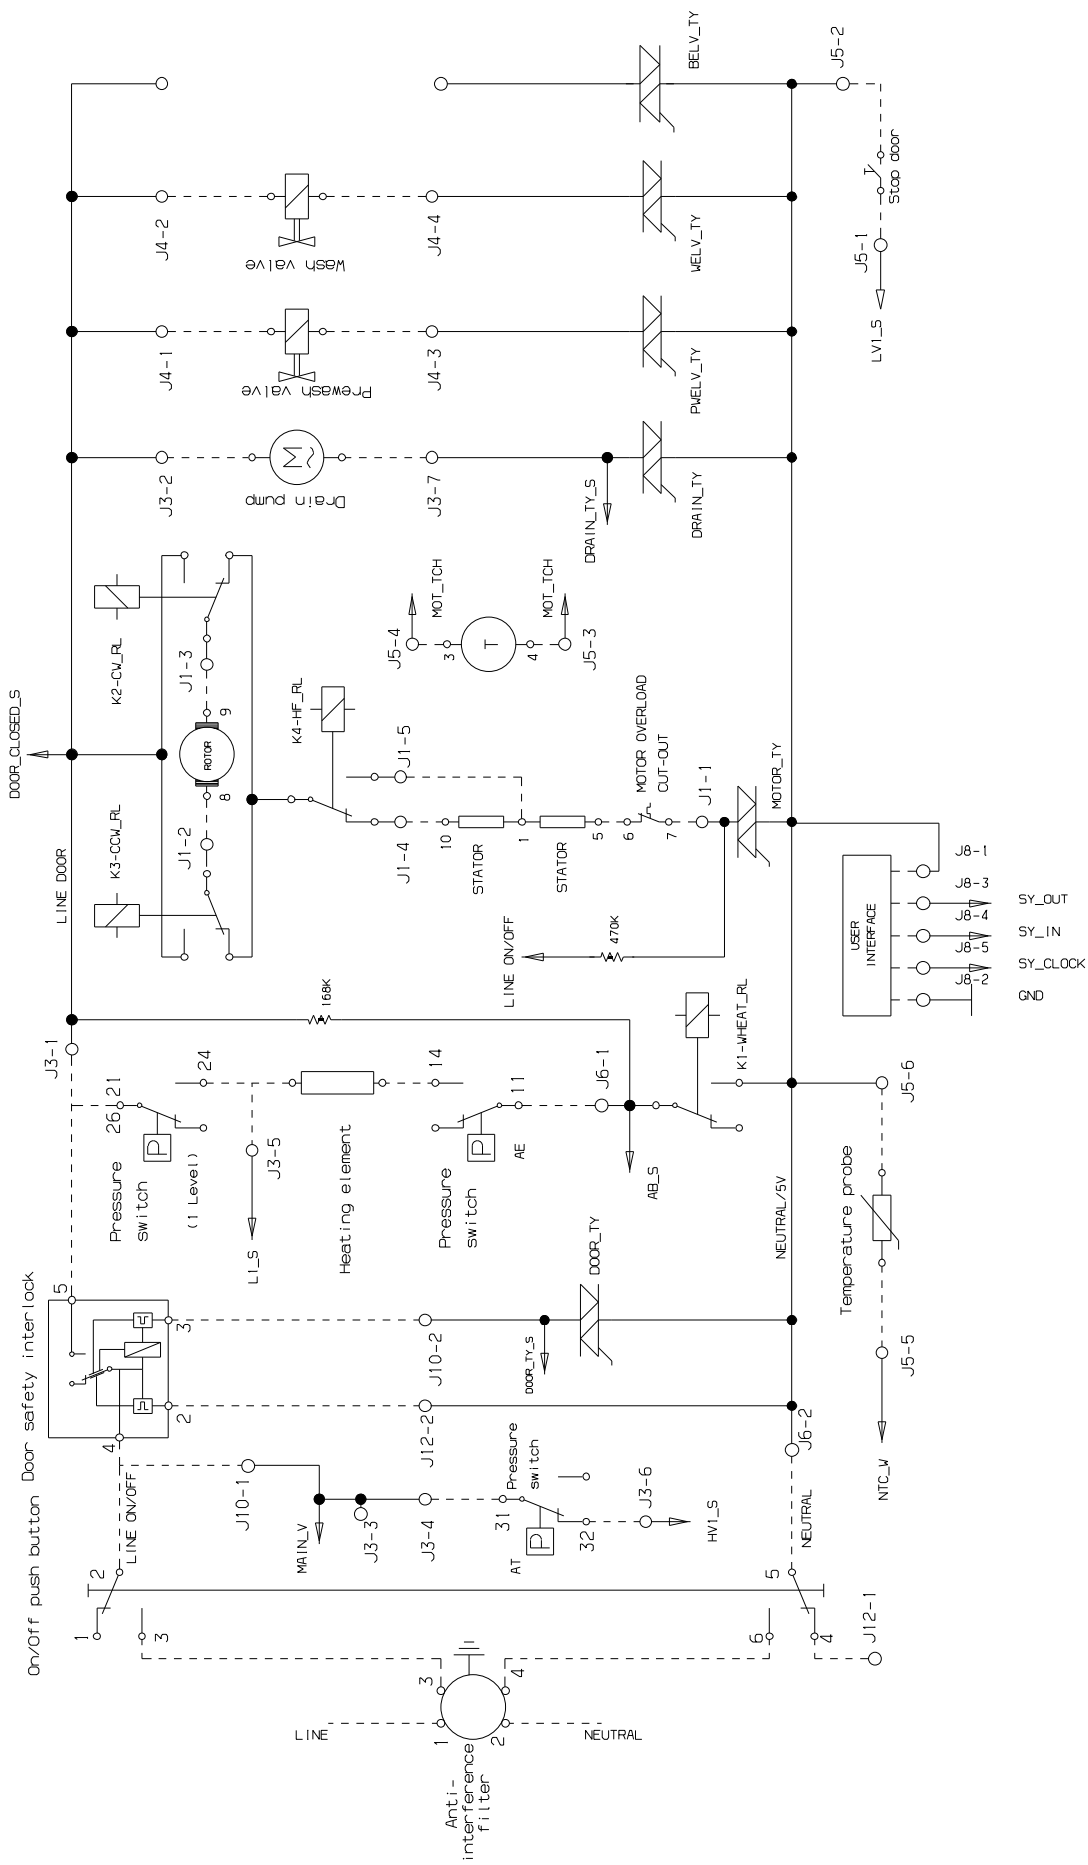 BELV_TY
J5-2
J4-2
Wash valve
J4-4
WELV_TY
Stop door
J5-1
LV1_S
J4-1
Prewash valve
J4-3
PWELV_TY
J3-2
Drain pump
M
J3-7
DRAIN_TY_S
DRAIN_TY
DOOR_CLOSED_S
K2-CW_RL
J1-3
9
ROTOR
8
J1-2
K3-CCW_RL
LINE DOOR
J5-4
MOT_TCH
3
T
4
MOT_TCH
J5-3
K4-HF_RL
J1-5
J1-4
10
STATOR
1
STATOR
5
6
7
MOTOR OVERLOAD
CUT-OUT
J1-1
MOTOR_TY
LINE ON/OFF
470K
168K
USER
INTERFACE
J8-1
J8-3
SY_OUT
J8-4
SY_IN
J8-5
SY_CLOCK
J8-2
GND
J3-1
26 21
24
Pressure
switch
(1 Level)
P
J3-5
L1_S
Heating element
14
Pressure
switch
P
AE
11
J6-1
AB_S
K1-WHEAT_RL
J5-6
Temperature probe
J5-5
NTC_W
NEUTRAL/5V
Door safety interlock
5
3
2
4
J10-2
DOOR_TY_S
DOOR_TY
J12-2
J6-2
On/Off push button
LINE ON/OFF
J10-1
MAIN_V
J3-3
J3-4
31
Pressure
switch
AT
P
32
J3-6
HV1_S
NEUTRAL
1
2
3
5
6
4
J12-1
LINE
3
4
1
2
NEUTRAL
Anti-
interference
filter